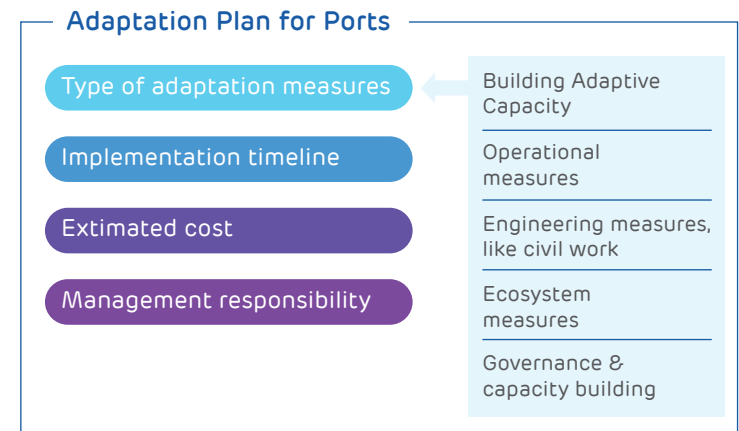 Adaptation Plan for Ports
Type of adaptation measures
Implementation timeline
Extimated cost
Management responsibility
Building Adaptive
Capacity
Operational
measures
Engineering measures,
like civil work
Ecosystem
measures
Governance &
capacity building